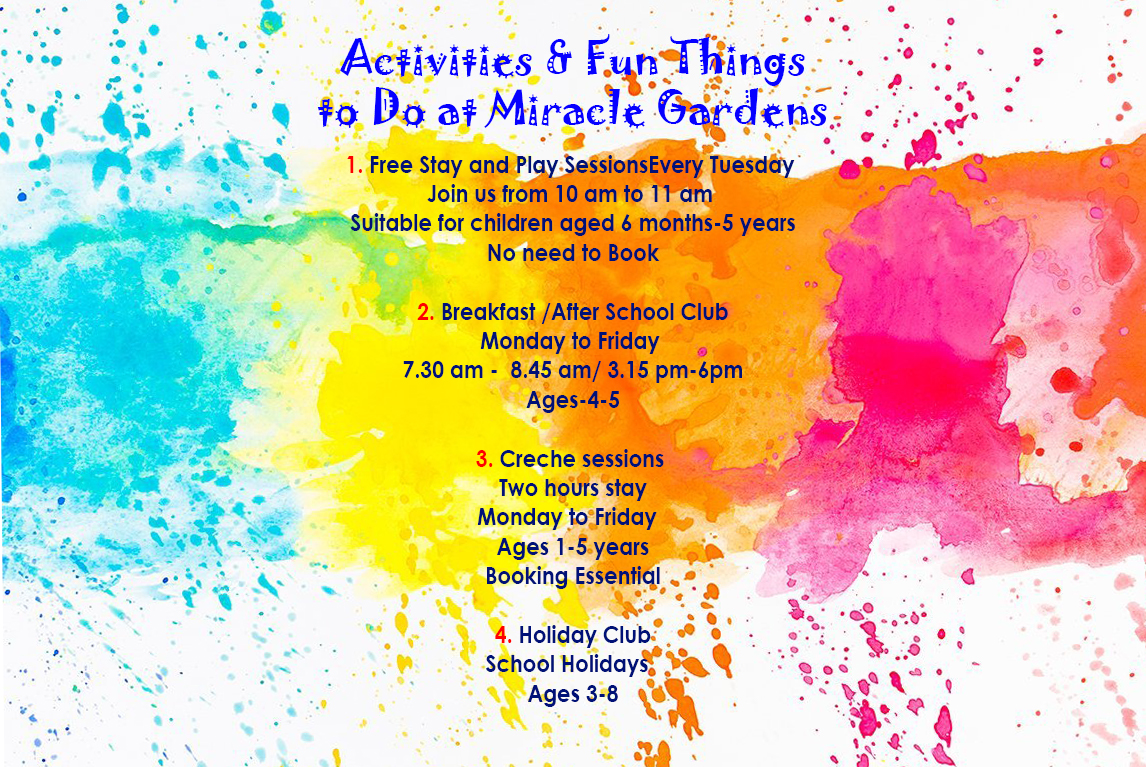 Activities & Fun Things
to Do at Miracle Gardens
1. Free Stay and Play SessionsEvery Tuesday
Join us from 10 am to 11 am
Suitable for children aged 6 months-5 years
No need to Book
2. Breakfast /After School Club
Monday to Friday
7.30 am -  8.45 am/ 3.15 pm-6pm
Ages-4-5
3. Creche sessions
Two hours stay
Monday to Friday
Ages 1-5 years
Booking Essential
4. Holiday Club
School Holidays
Ages 3-8